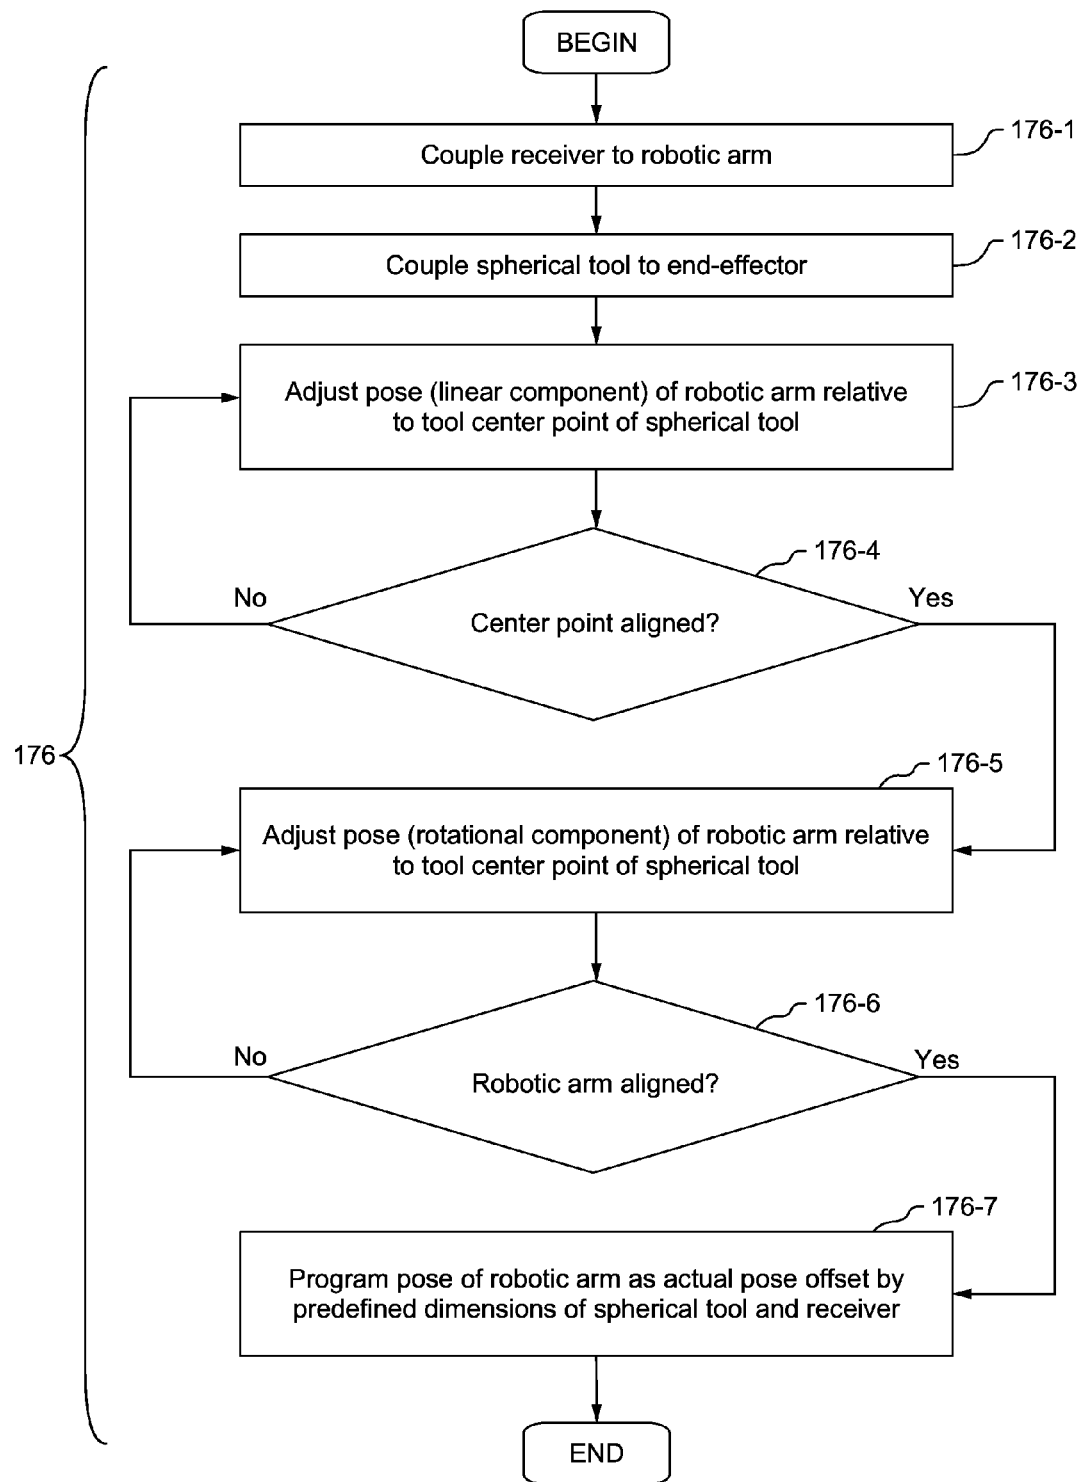 BEGIN
176-1
Couple receiver to robotic arm
176-2
Couple spherical tool to end-effector
176-3
Adjust pose (linear component) of robotic arm relative
to tool center point of spherical tool
176-4
No
Yes
Center point aligned?
176
176-5
Adjust pose (rotational component) of robotic arm relative
to tool center point of spherical tool
176-6
No
Yes
Robotic arm aligned?
176-7
Program pose of robotic arm as actual pose offset by
predefined dimensions of spherical tool and receiver
END